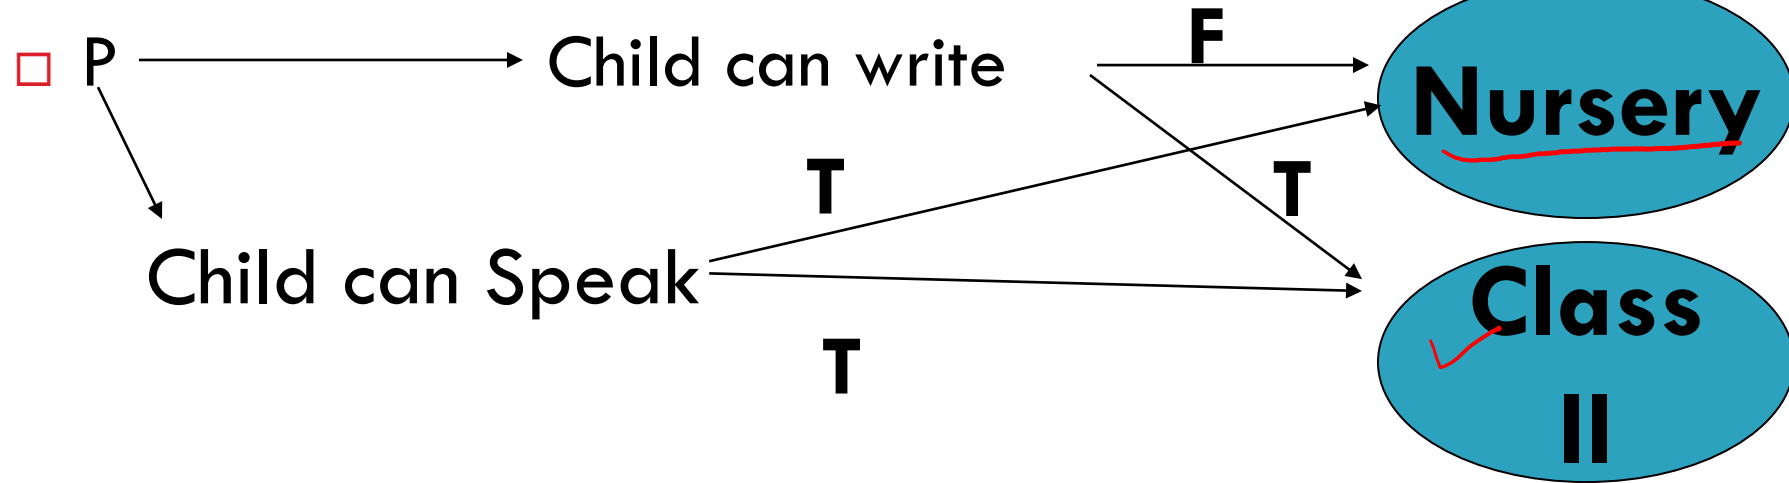 P Child can write F Nursery
T T
Child can Speak Class
T
II